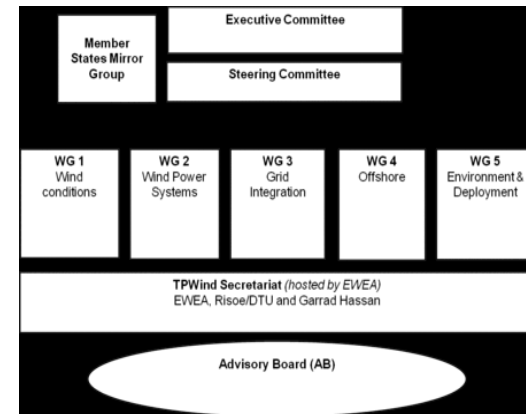 Executive Committee
Member
States Mirror
Group
Steering Committee
WG 1
Wind
conditions
WG 2
Wind Power
Systems
WG 3
Grid
Integration
WG 4
Offshore
WG 5
Environment &
Deployment
TPWind Secretariat (hosted by EWEA)
EWEA, Risoe/DTU and Garrad Hassan
Advisory Board (AB)